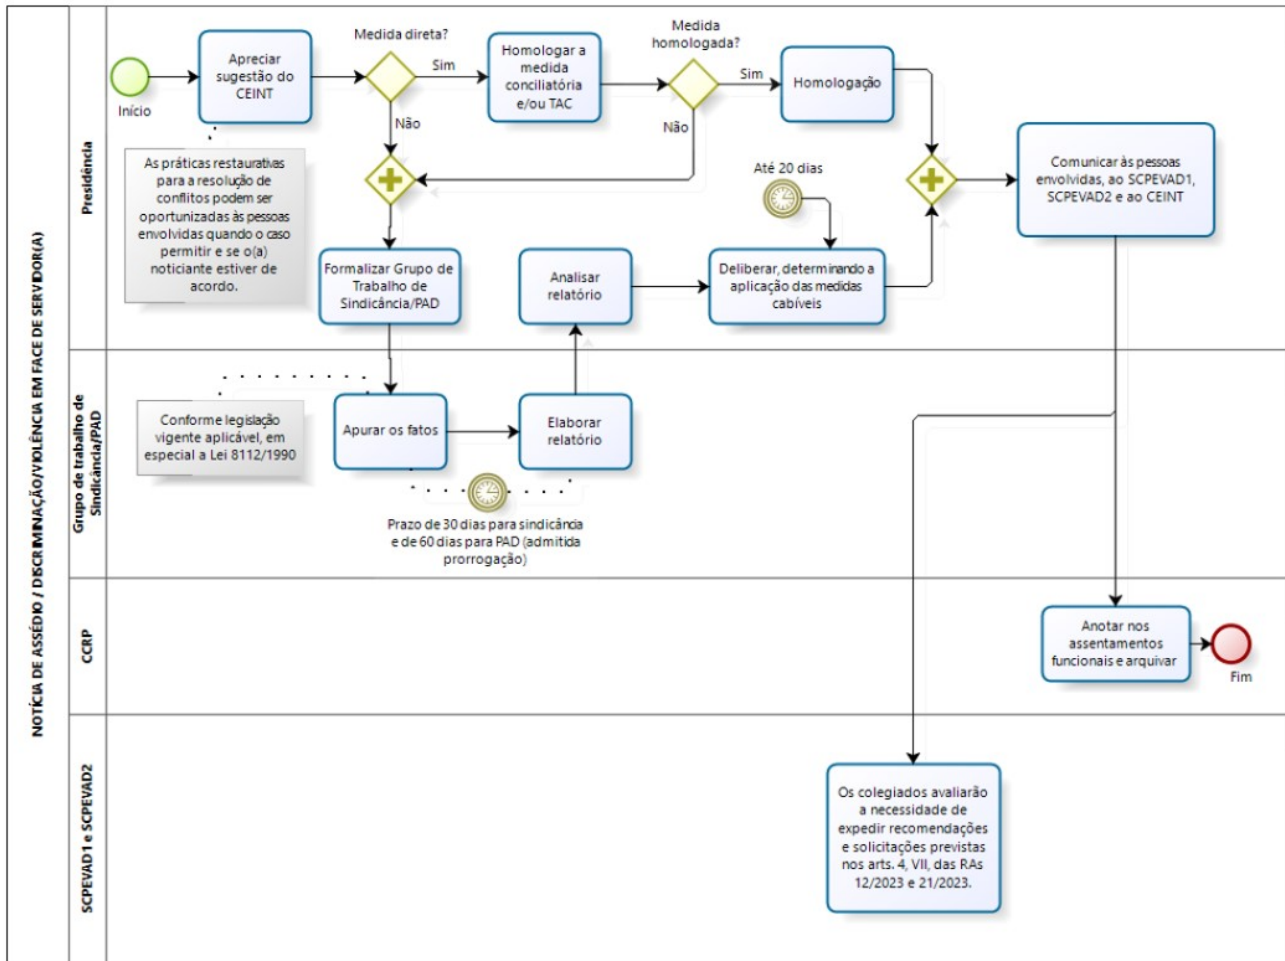 NOTÍCIA DE ASSÉDIO / DISCRIMINAÇÃO/VIOLÊNCIA EM FACE DE SERVIDOR(A)
Presidência
Início
Apreciar
sugestão do
CEINT
Medida direta?
Sim
Não
Homologar a
medida
conciliatória
e/ou TAC
Medida
homologada?
Sim
Não
Homologação
As práticas restaurativas
para a resolução de
conflitos podem ser
oportunizadas às pessoas
envolvidas quando o caso
permitir e se o(a)
noticiante estiver de
acordo.
Até 20 dias
Comunicar às pessoas
envolvidas, ao SCPEVAD1,
SCPEVAD2 e ao CEINT
Formalizar Grupo de
Trabalho de
Sindicância/PAD
Analisar
relatório
Deliberar, determinando a
aplicação das medidas
cabíveis
Grupo de trabalho de
Sindicância/PAD
Conforme legislação
vigente aplicável, em
especial a Lei 8112/1990
Apurar os fatos
Elaborar
relatório
Prazo de 30 dias para sindicância
e de 60 dias para PAD (admitida
prorrogação)
CCRP
Anotar nos
assentamentos
funcionais e arquivar
Fim
SCPEVAD1 e SCPEVAD2
Os colegiados avaliarão
a necessidade de
expedir recomendações
e solicitações previstas
nos arts. 4, VII, das RAs
12/2023 e 21/2023.